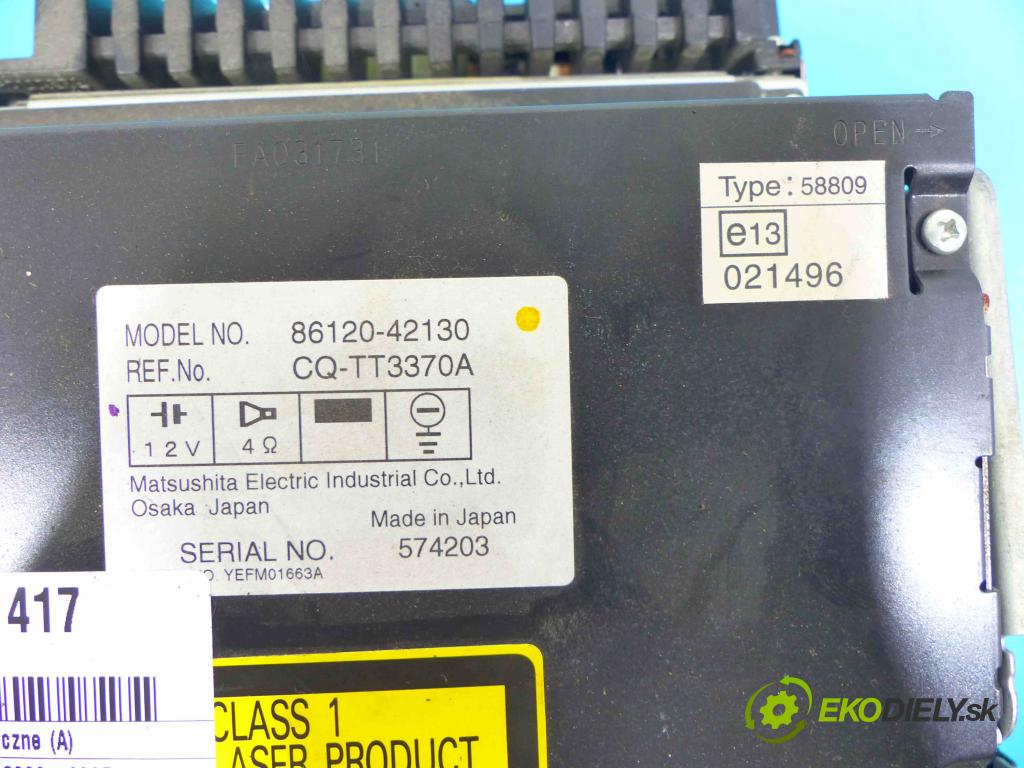 FA031731
OPEN →
Type: 58809
e13
021496
MODEL NO. 86120-42130
REF.No. CQ-TT3370A
12V 4Ω
Matsushita Electric Industrial Co.,Ltd.
Osaka Japan
Made in Japan
SERIAL NO. 574203
YEFM01663A
417
czne (A)
CLASS 1
LASER PRODUCT
EKODIELY.sk